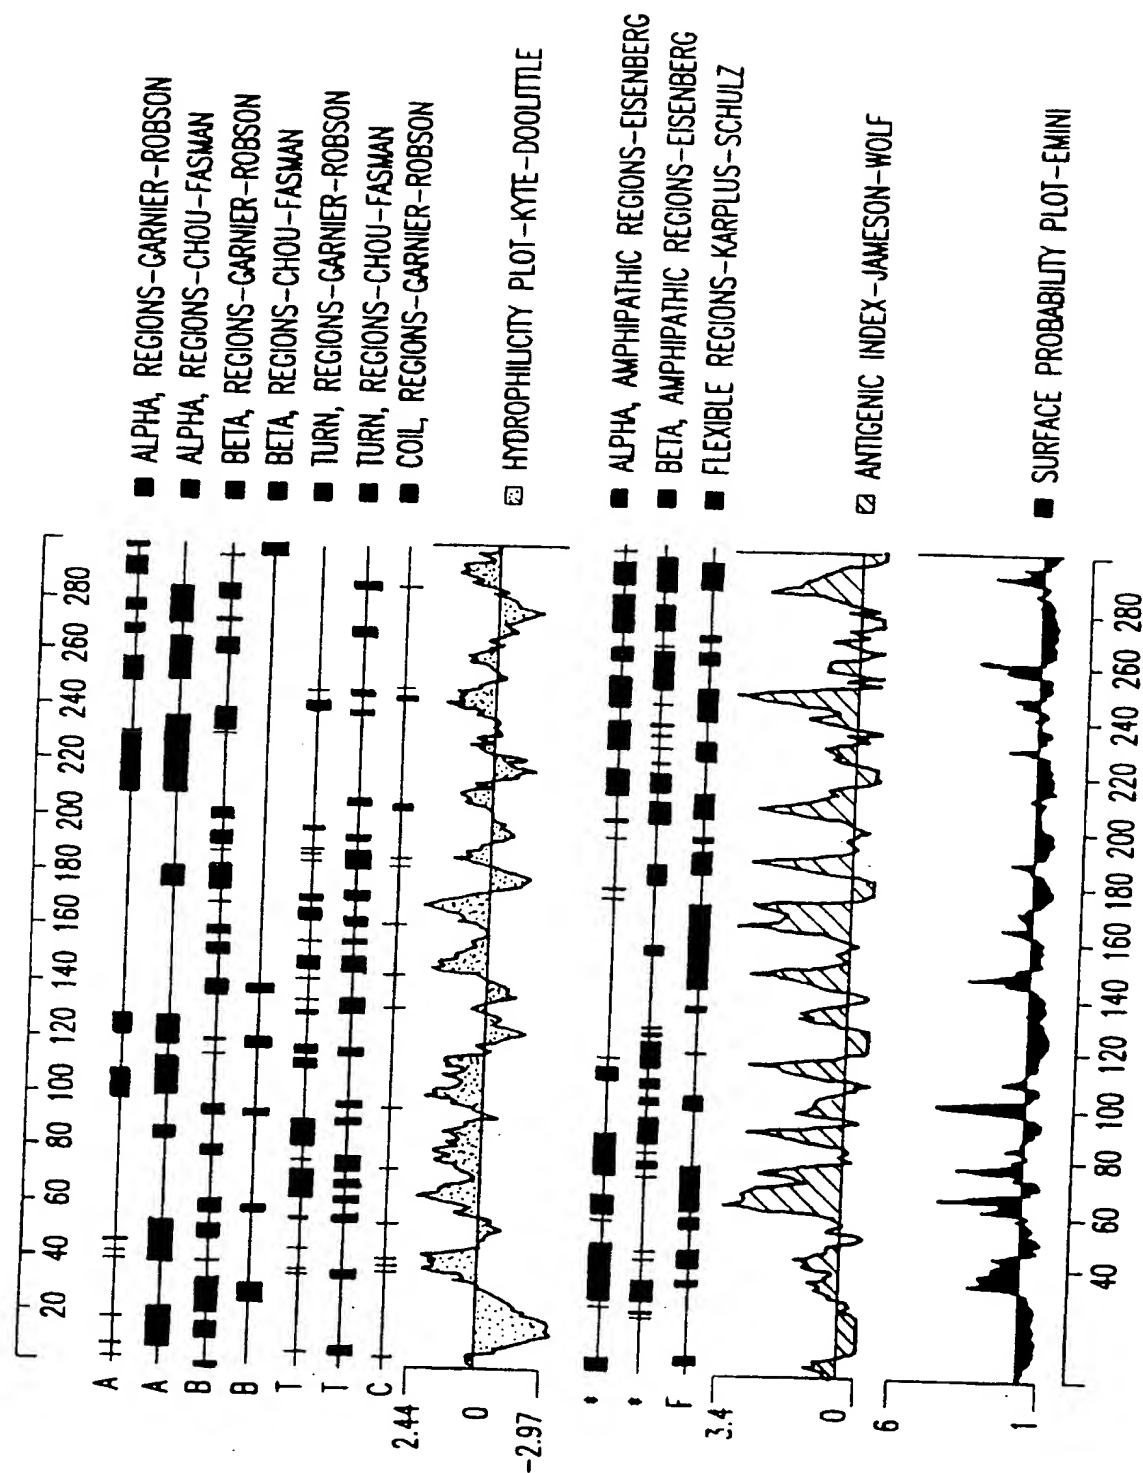 20 40 60 80 100 120 140 160 180 200 220 240 260 280
A ■ ALPHA, REGIONS-GARNIER-ROBSON
A ■ ALPHA, REGIONS-CHOU-FASMAN
B ■ BETA, REGIONS-GARNIER-ROBSON
B ■ BETA, REGIONS-CHOU-FASMAN
T ■ TURN, REGIONS-GARNIER-ROBSON
T ■ TURN, REGIONS-CHOU-FASMAN
C ■ COIL, REGIONS-GARNIER-ROBSON
2.44
0
-2.97
HYDROPHILICITY PLOT-KYTE-DOOLITTLE
* ■ ALPHA, AMPHIPATHIC REGIONS-EISENBERG
* ■ BETA, AMPHIPATHIC REGIONS-EISENBERG
F ■ FLEXIBLE REGIONS-KARPLUS-SCHULZ
3.4
0
ANTIGENIC INDEX-JAMESON-WOLF
6
1
■ SURFACE PROBABILITY PLOT-EMINI
40 60 80 100 120 140 160 180 200 220 240 260 280